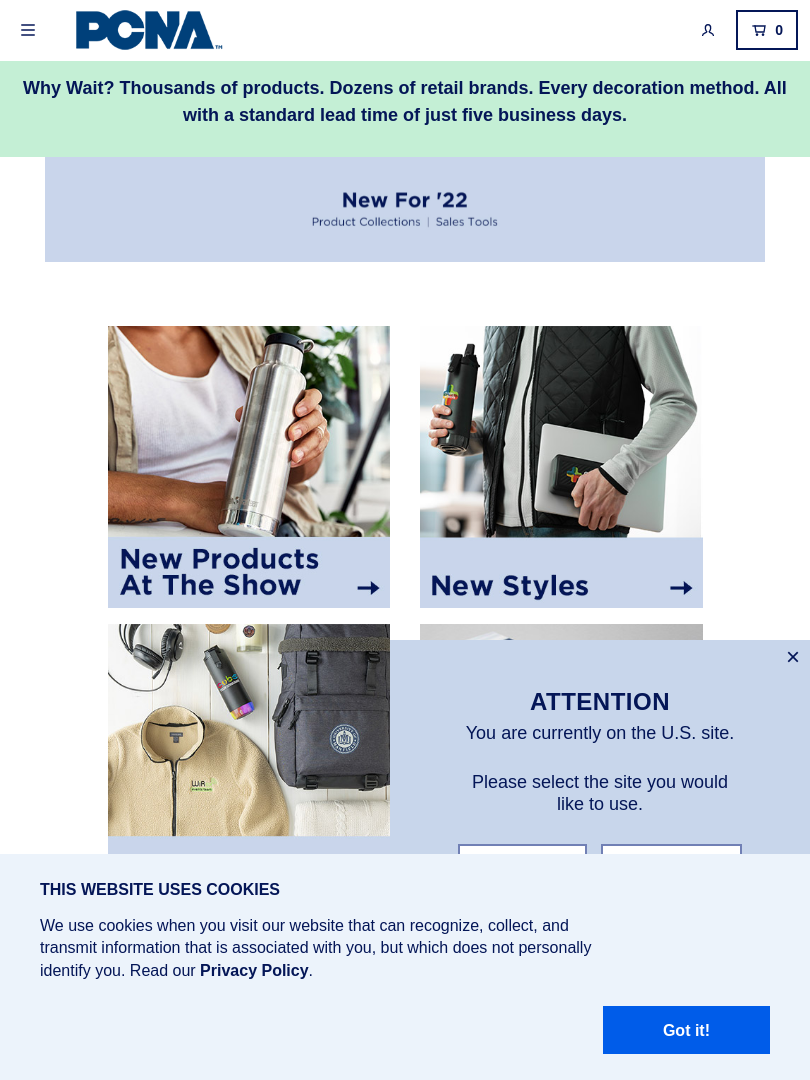 PCNA™
0
Why Wait? Thousands of products. Dozens of retail brands. Every decoration method. All
with a standard lead time of just five business days.
New For '22
Product Collections | Sales Tools
New Products
At The Show
New Styles
ATTENTION
You are currently on the U.S. site.
Please select the site you would
like to use.
THIS WEBSITE USES COOKIES
We use cookies when you visit our website that can recognize, collect, and
transmit information that is associated with you, but which does not personally
identify you. Read our Privacy Policy.
Got it!